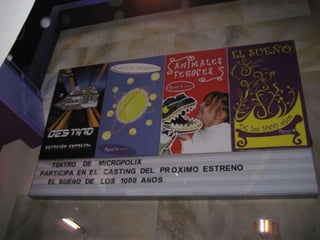 DESTINO
ESTACIÓN ESPACIAL
ANIMALES
FEROCES
EL SUEÑO
DE LOS 1000 AÑOS
TEATRO DE MICROPOLIX
PARTICIPA EN EL CASTING DEL PROXIMO ESTRENO
EL SUEÑO DE LOS 1000 AÑOS